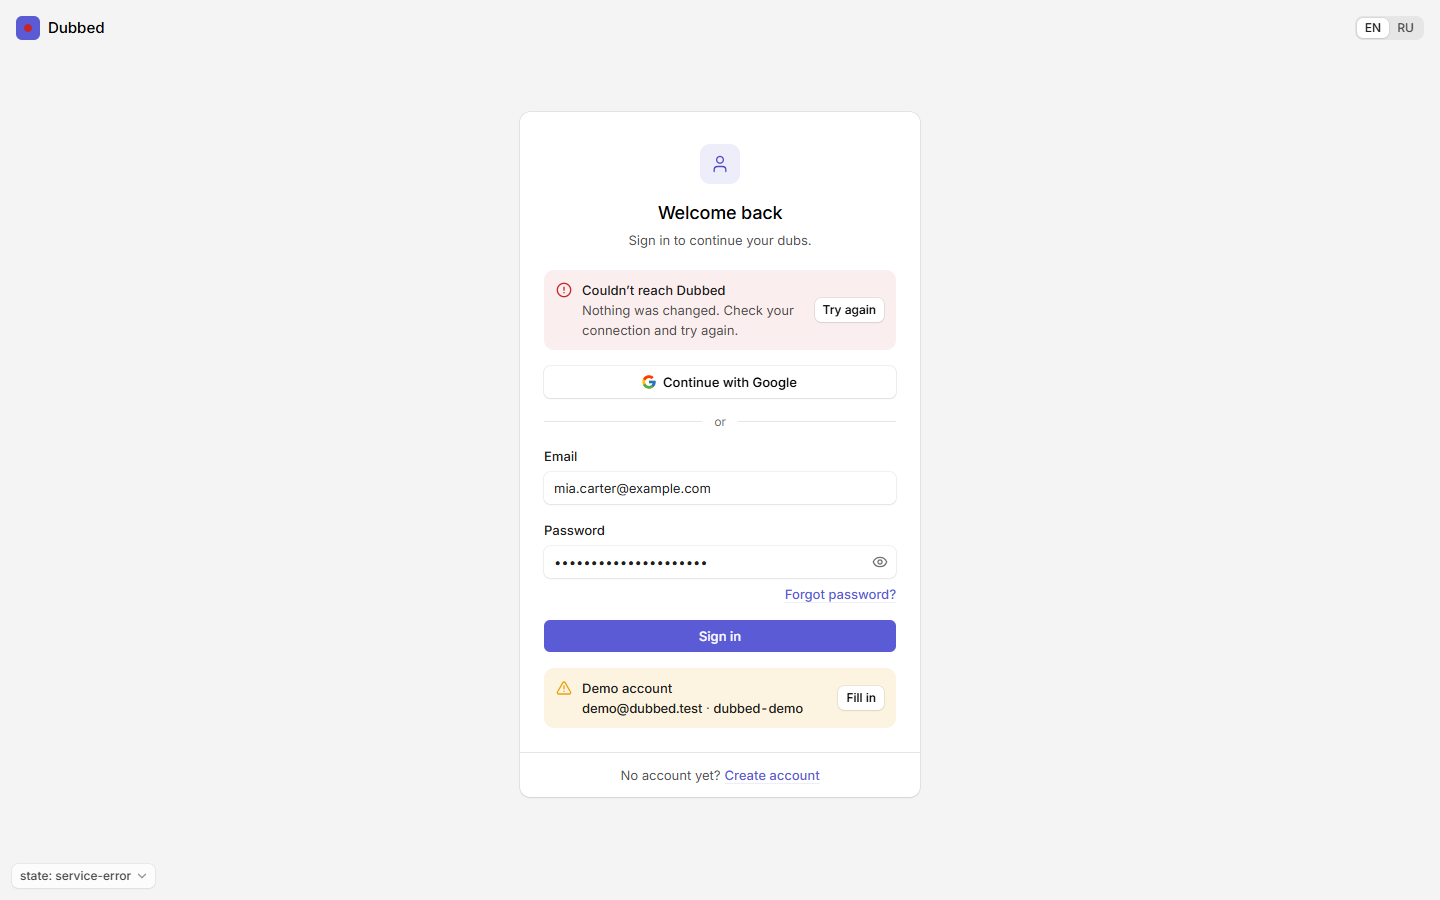 Dubbed
EN RU
Welcome back
Sign in to continue your dubs.
Couldn’t reach Dubbed
Nothing was changed. Check your
connection and try again.
Try again
Continue with Google
or
Email
mia.carter@example.com
Password
•••••••••••••••••••••
Forgot password?
Sign in
Demo account
demo@dubbed.test · dubbed-demo
Fill in
No account yet? Create account
state: service-error